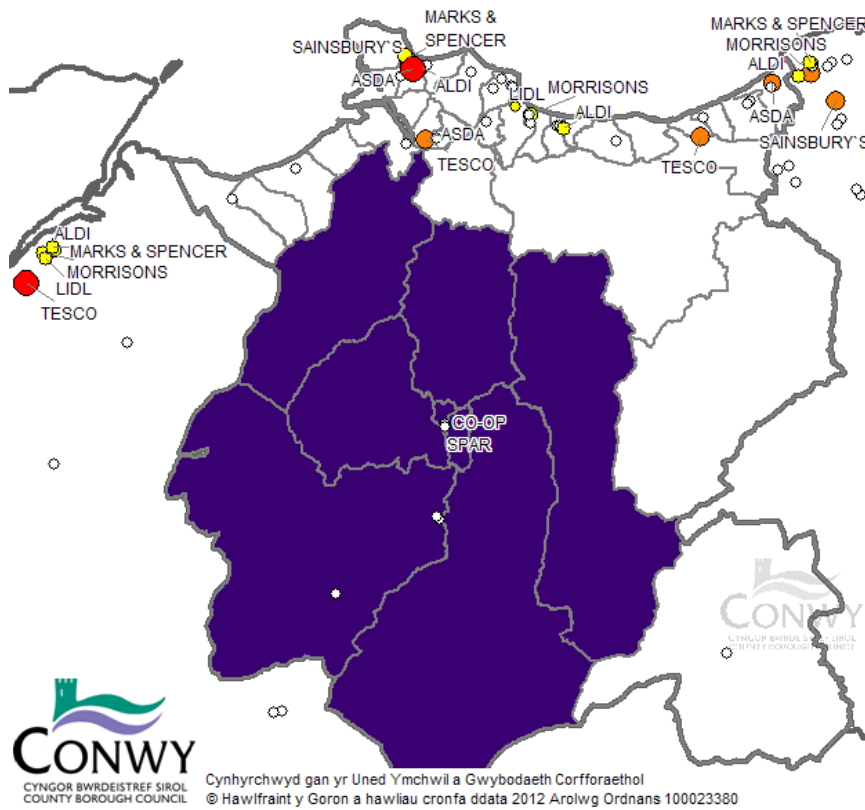 MARKS &
SPENCER
SAINSBURY'S
ASDA
ALDI
LIDL
MORRISONS
ALDI
ASDA
TESCO
MARKS & SPENCER
MORRISONS
ALDI
ASDA
SAINSBURY'S
TESCO
ALDI
MARKS & SPENCER
MORRISONS
LIDL
TESCO
CO-OP
SPAR
CONWY
CYNGOR BWRDEISTREF SIROL
COUNTY BOROUGH COUNCIL
CONWY
CYNGOR BWRDEISTREF SIROL
COUNTY BOROUGH COUNCIL
Cynhyrchwyd gan yr Uned Ymchwil a Gwybodaeth Corfforaethol
© Hawlfraint y Goron a hawliau cronfa ddata 2012 Arolwg Ordnans 100023380